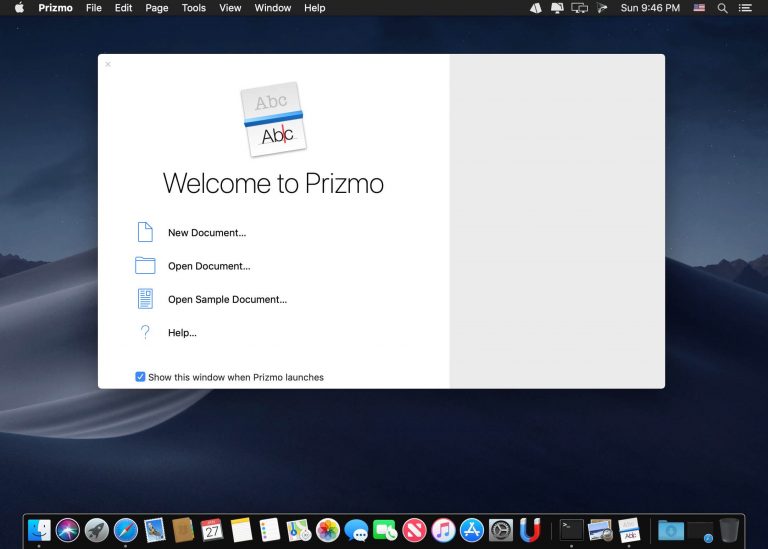 Prizmo File Edit Page Tools View Window Help Sun 9:46 PM
Abc
Abc
Welcome to Prizmo
New Document...
Open Document...
Open Sample Document...
Help...
Show this window when Prizmo launches
27
Abc